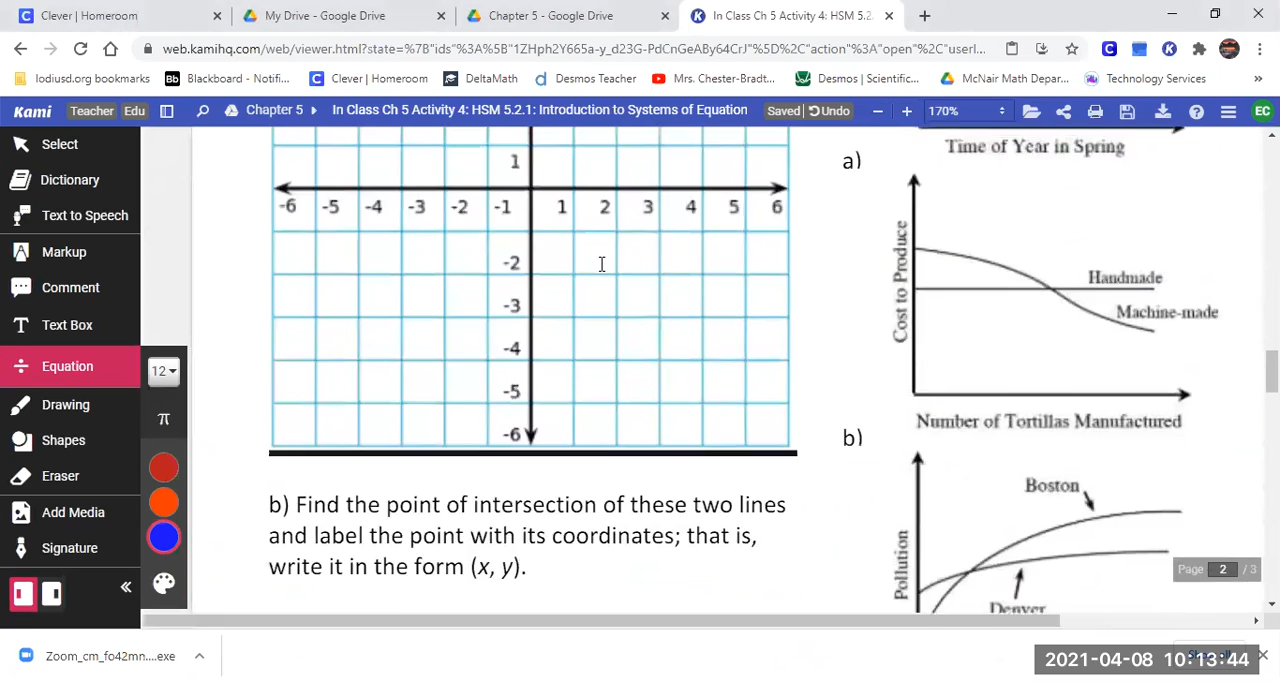 Clever | Homeroom
My Drive - Google Drive
Chapter 5 - Google Drive
In Class Ch 5 Activity 4: HSM 5.2.
web.kamihq.com/web/viewer.html?state=%7B"ids"%3A%5B"1ZHph2Y665a-y_d23G-PdCnGeABy64CrJ"%5D%2C"action"%3A"open"%2C"userI...
lodiusd.org bookmarks
Blackboard - Notifi...
Clever | Homeroom
DeltaMath
Desmos Teacher
Mrs. Chester-Bradt...
Desmos | Scientific...
McNair Math Depar...
Technology Services
Kami
Teacher
Edu
Chapter 5
In Class Ch 5 Activity 4: HSM 5.2.1: Introduction to Systems of Equation
Saved
Undo
170%
EC
Select
Dictionary
Text to Speech
Markup
Comment
Text Box
Equation
Drawing
Shapes
Eraser
Add Media
Signature
12
π
1
-6 -5 -4 -3 -2 -1 1 2 3 4 5 6
-2
-3
-4
-5
-6
b) Find the point of intersection of these two lines
and label the point with its coordinates; that is,
write it in the form (x, y).
Time of Year in Spring
a)
Cost to Produce
Handmade
Machine-made
Number of Tortillas Manufactured
b)
Boston
Pollution
Denver
Page 2 / 3
Zoom_cm_fo42mn....exe
Show all
2021-04-08 10:13:44